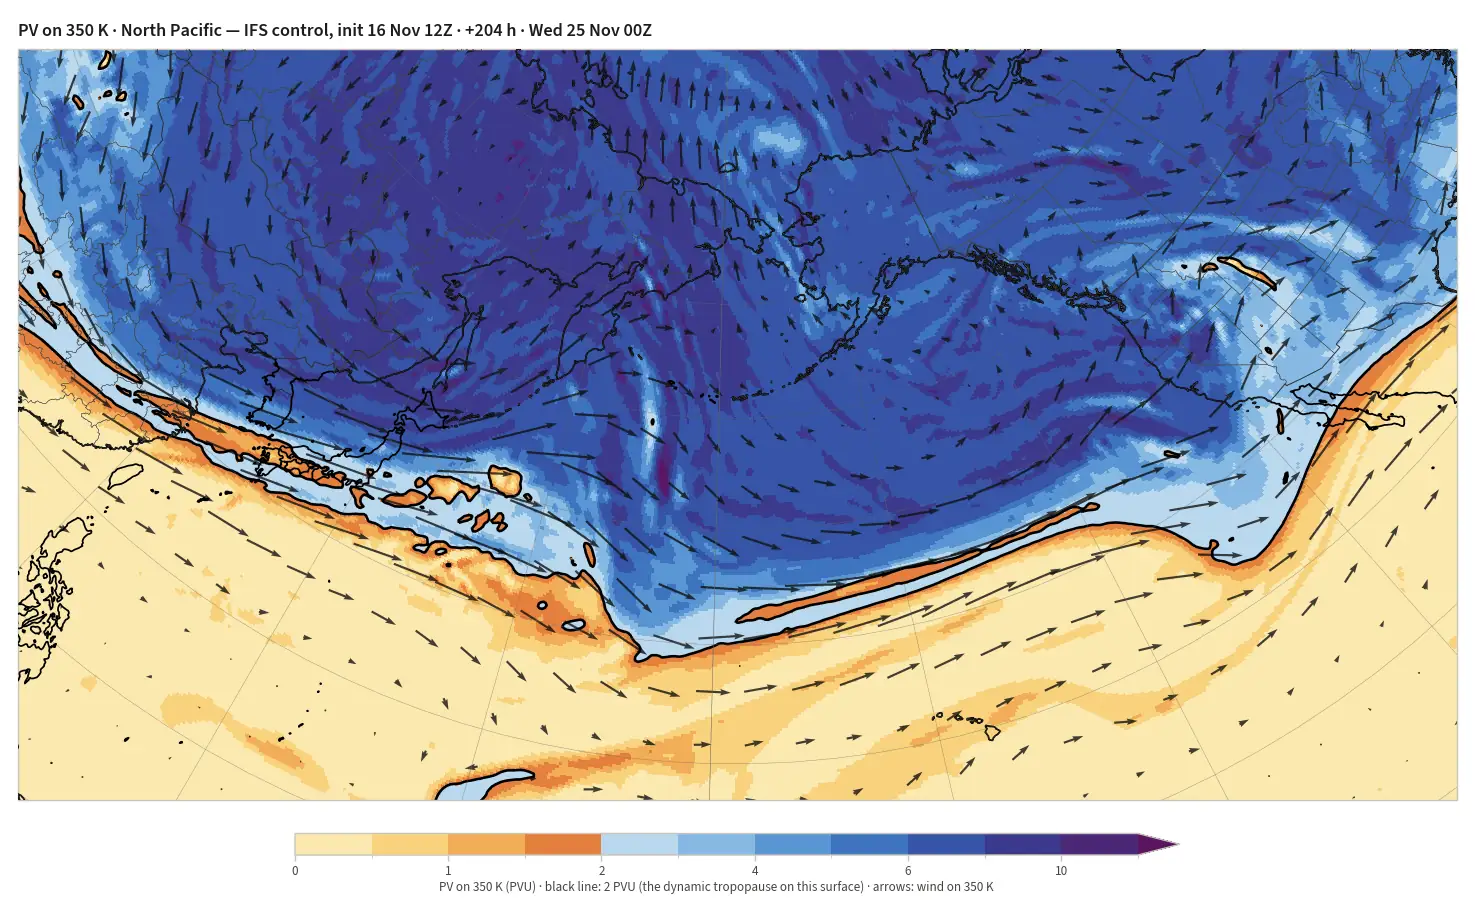 PV on 350 K · North Pacific — IFS control, init 16 Nov 12Z · +204 h · Wed 25 Nov 00Z
0 1 2 4 6 10
PV on 350 K (PVU) · black line: 2 PVU (the dynamic tropopause on this surface) · arrows: wind on 350 K